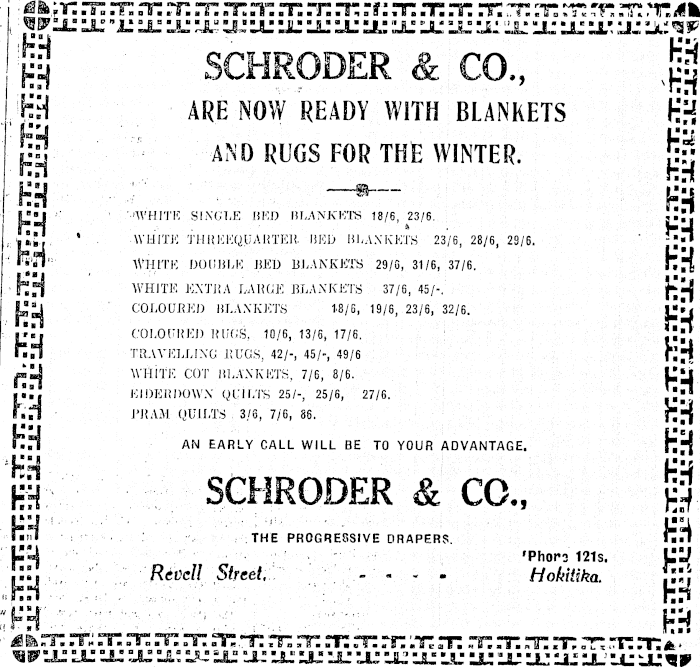 SCHRODER & CO.,
ARE NOW READY WITH BLANKETS
AND RUGS FOR THE WINTER.
WHITE SINGLE BED BLANKETS 18/6, 23/6.
WHITE THREEQUARTER BED BLANKETS 23/6, 28/6, 29/6.
WHITE DOUBLE BED BLANKETS 29/6, 31/6, 37/6.
WHITE EXTRA LARGE BLANKETS 37/6, 45/-.
COLOURED BLANKETS 18/6, 19/6, 23/6, 32/6.
COLOURED RUGS, 10/6, 13/6, 17/6.
TRAVELLING RUGS, 42/-, 45/-, 49/6
WHITE COT BLANKETS, 7/6, 8/6.
EIDERDOWN QUILTS 25/-, 25/6, 27/6.
PRAM QUILTS 3/6, 7/6, 86.
AN EARLY CALL WILL BE TO YOUR ADVANTAGE.
SCHRODER & CO.,
THE PROGRESSIVE DRAPERS.
'Phone 121s.
Revell Street, - - - - Hokitika.